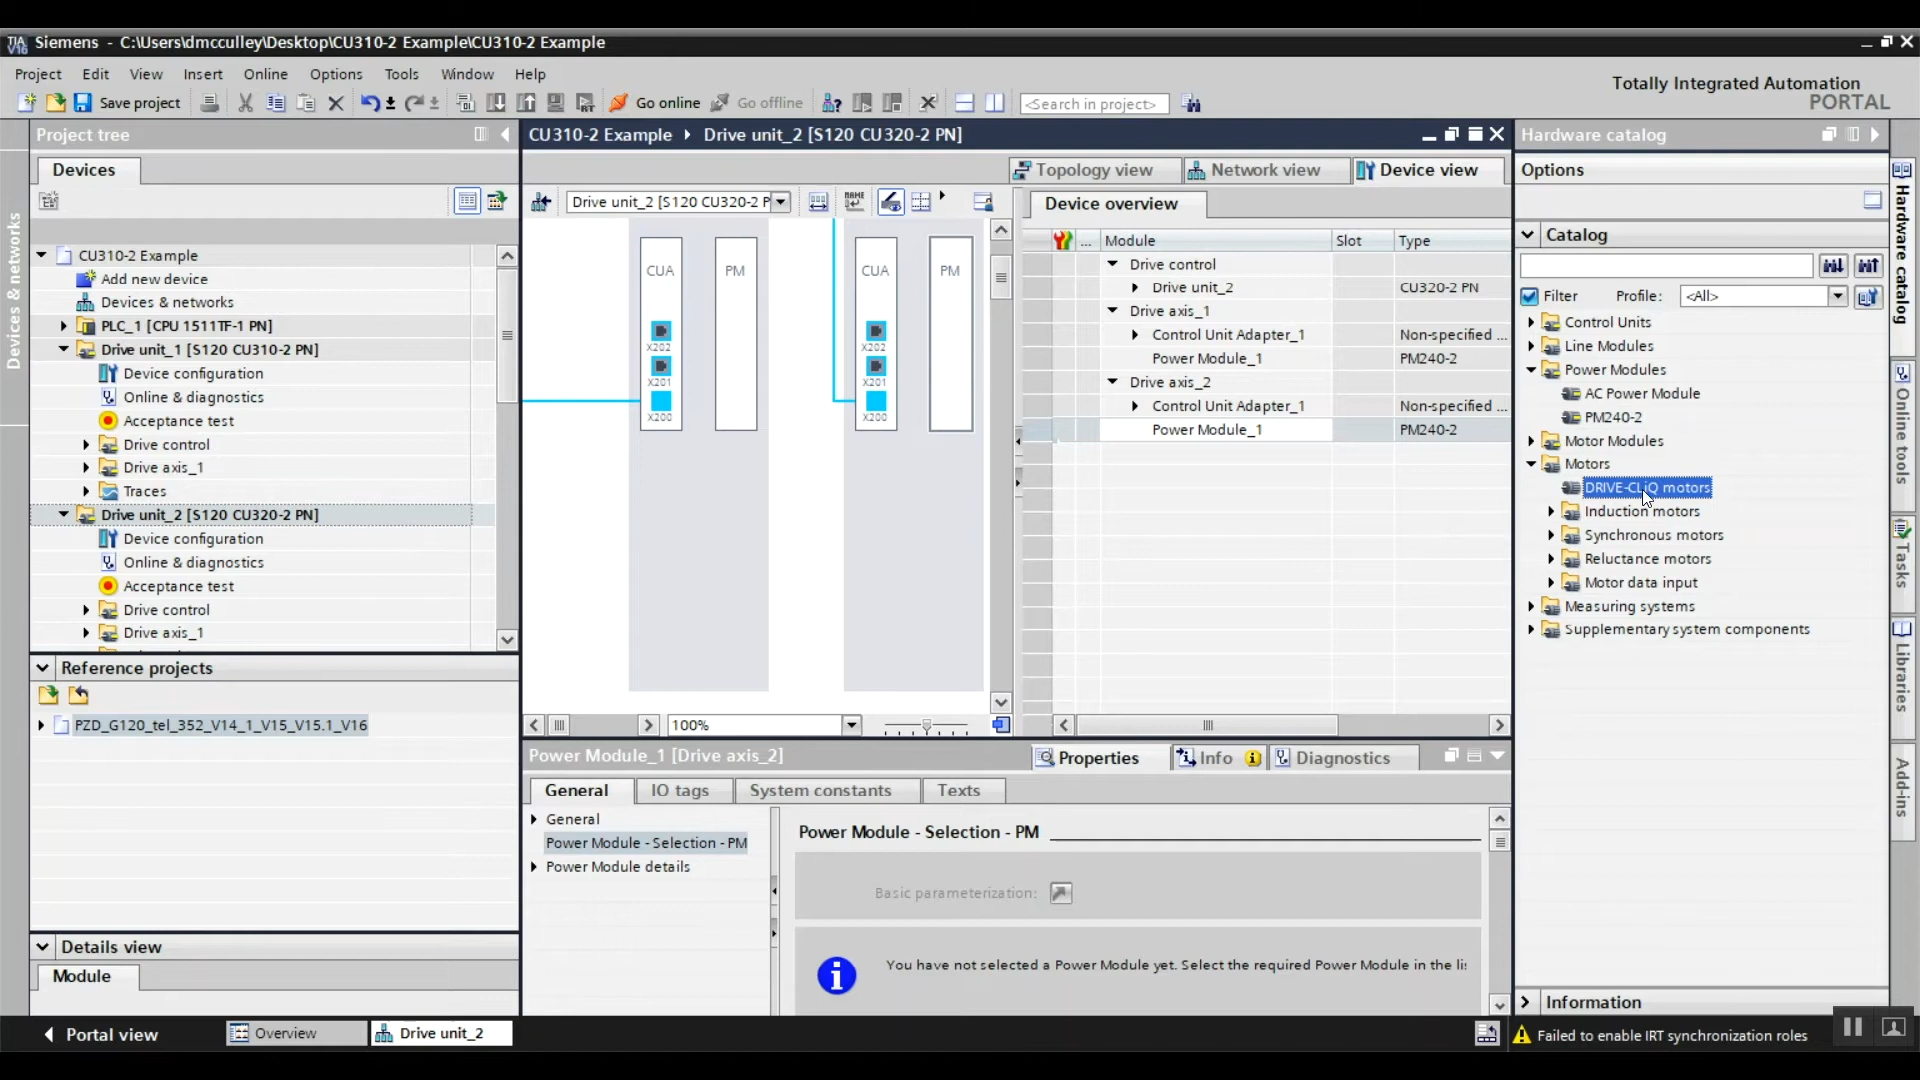 TIA V16 Siemens - C:\Users\dmcculley\Desktop\CU310-2 Example\CU310-2 Example
Project Edit View Insert Online Options Tools Window Help
Totally Integrated Automation
PORTAL
Save project Go online Go offline <Search in project>
Project tree
Devices
Devices & networks
CU310-2 Example
Add new device
Devices & networks
PLC_1 [CPU 1511TF-1 PN]
Drive unit_1 [S120 CU310-2 PN]
Device configuration
Online & diagnostics
Acceptance test
Drive control
Drive axis_1
Traces
Drive unit_2 [S120 CU320-2 PN]
Device configuration
Online & diagnostics
Acceptance test
Drive control
Drive axis_1
Reference projects
PZD_G120_tel_352_V14_1_V15_V15.1_V16
Details view
Module
CU310-2 Example Drive unit_2 [S120 CU320-2 PN]
Topology view Network view Device view
Drive unit_2 [S120 CU320-2 P
NAME
CUA PM CUA PM
X202 X202
X201 X201
X200 X200
100%
Device overview
... Module Slot Type
Drive control
Drive unit_2 CU320-2 PN
Drive axis_1
Control Unit Adapter_1 Non-specified ...
Power Module_1 PM240-2
Drive axis_2
Control Unit Adapter_1 Non-specified ...
Power Module_1 PM240-2
Power Module_1 [Drive axis_2]
Properties Info Diagnostics
General IO tags System constants Texts
General
Power Module - Selection - PM
Power Module details
Power Module - Selection - PM
Basic parameterization:
You have not selected a Power Module yet. Select the required Power Module in the
Hardware catalog
Options
Catalog
Filter Profile: <All>
Control Units
Line Modules
Power Modules
AC Power Module
PM240-2
Motor Modules
Motors
DRIVE-CLiQ motors
Induction motors
Synchronous motors
Reluctance motors
Motor data input
Measuring systems
Supplementary system components
Information
Hardware catalog
Online tools
Tasks
Libraries
Add-ins
Portal view Overview Drive unit_2
Failed to enable IRT synchronization roles